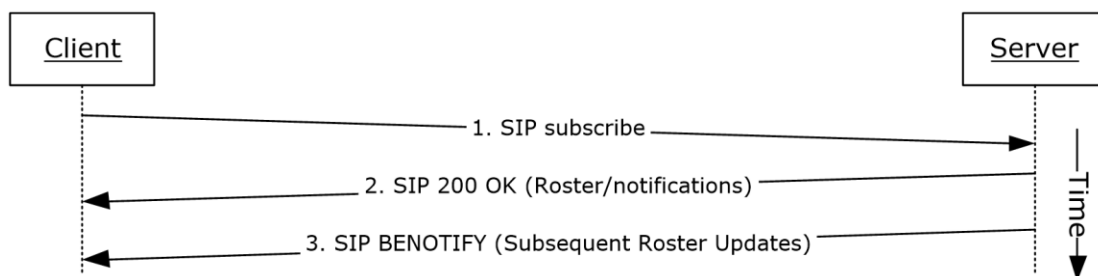 Client
Server
1. SIP subscribe
2. SIP 200 OK (Roster/notifications)
3. SIP BENOTIFY (Subsequent Roster Updates)
Time